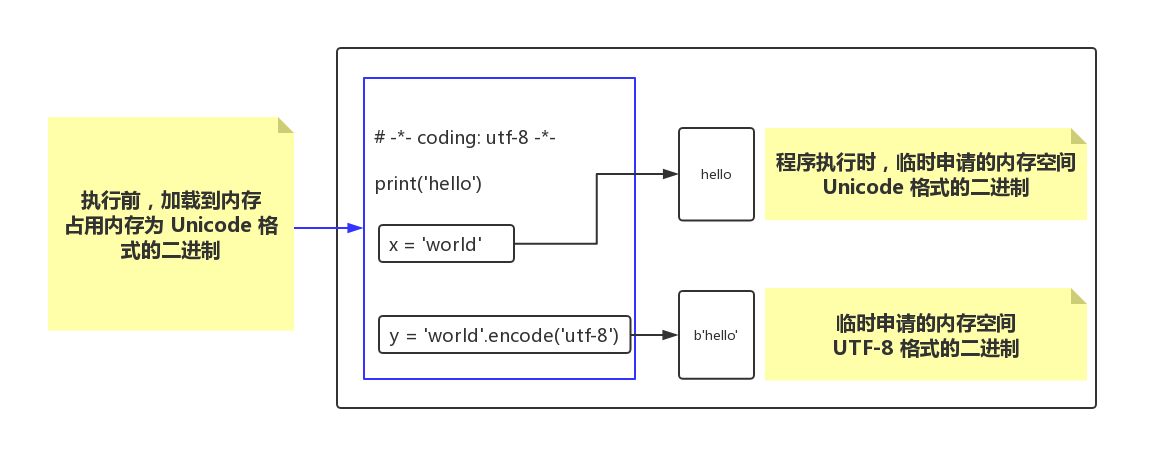 执行前，加载到内存
占用内存为 Unicode 格
式的二进制
# -*- coding: utf-8 -*-
print('hello')
x = 'world'
y = 'world'.encode('utf-8')
hello
程序执行时，临时申请的内存空间
Unicode 格式的二进制
b'hello'
临时申请的内存空间
UTF-8 格式的二进制